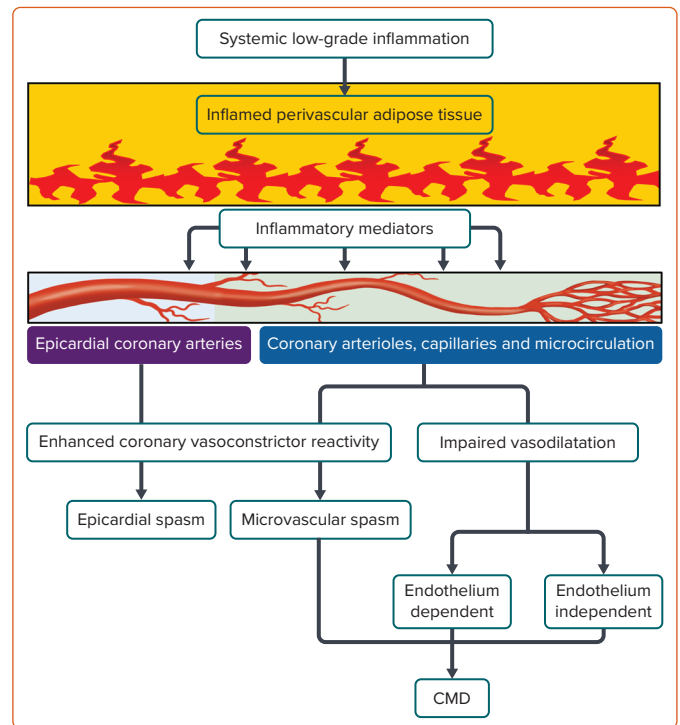 Systemic low-grade inflammation
Inflamed perivascular adipose tissue
Inflammatory mediators
Epicardial coronary arteries
Coronary arterioles, capillaries and microcirculation
Enhanced coronary vasoconstrictor reactivity
Impaired vasodilatation
Epicardial spasm
Microvascular spasm
Endothelium
dependent
Endothelium
independent
CMD